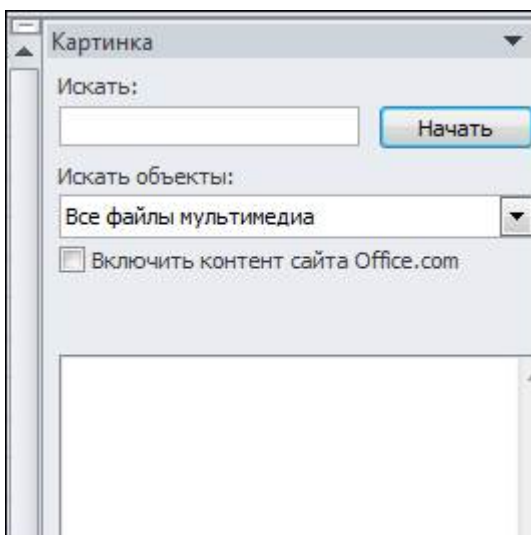 Картинка
Искать:
Начать
Искать объекты:
Все файлы мультимедиа
Включить контент сайта Office.com